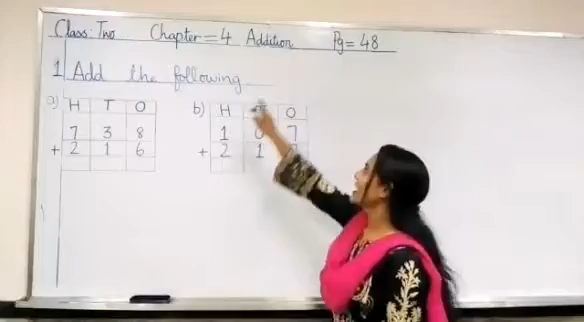 Class: Two Chapter = 4 Addition Pg = 48
1 Add the following
a) H T O b) H O
7 3 8 1 0 7
+ 2 1 6 + 2 1